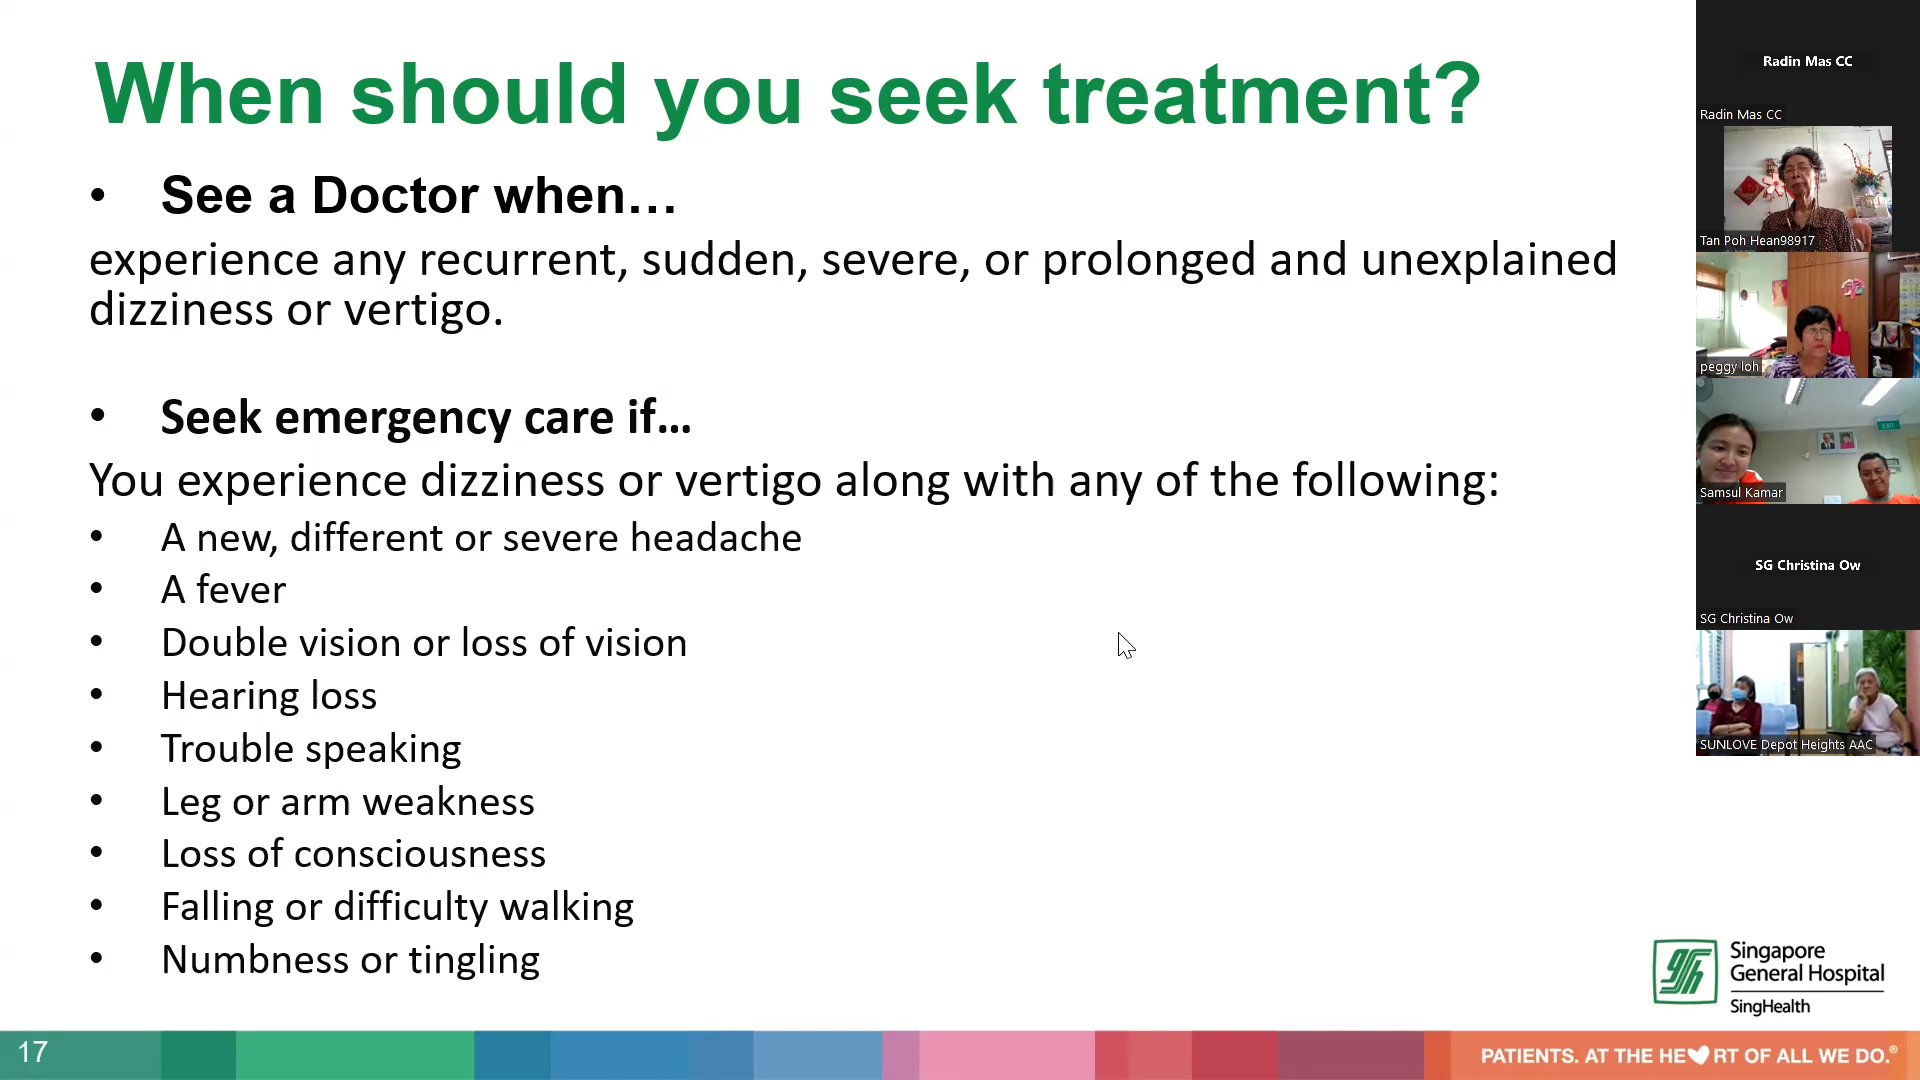 When should you seek treatment?
• See a Doctor when...
experience any recurrent, sudden, severe, or prolonged and unexplained
dizziness or vertigo.
• Seek emergency care if...
You experience dizziness or vertigo along with any of the following:
• A new, different or severe headache
• A fever
• Double vision or loss of vision
• Hearing loss
• Trouble speaking
• Leg or arm weakness
• Loss of consciousness
• Falling or difficulty walking
• Numbness or tingling
Singapore
General Hospital
SingHealth
17
PATIENTS. AT THE HEART OF ALL WE DO.®
Radin Mas CC
Radin Mas CC
Tan Poh Hean98917
peggy loh
EXIT
Samsul Kamar
SG Christina Ow
SG Christina Ow
SUNLOVE Depot Heights AAC